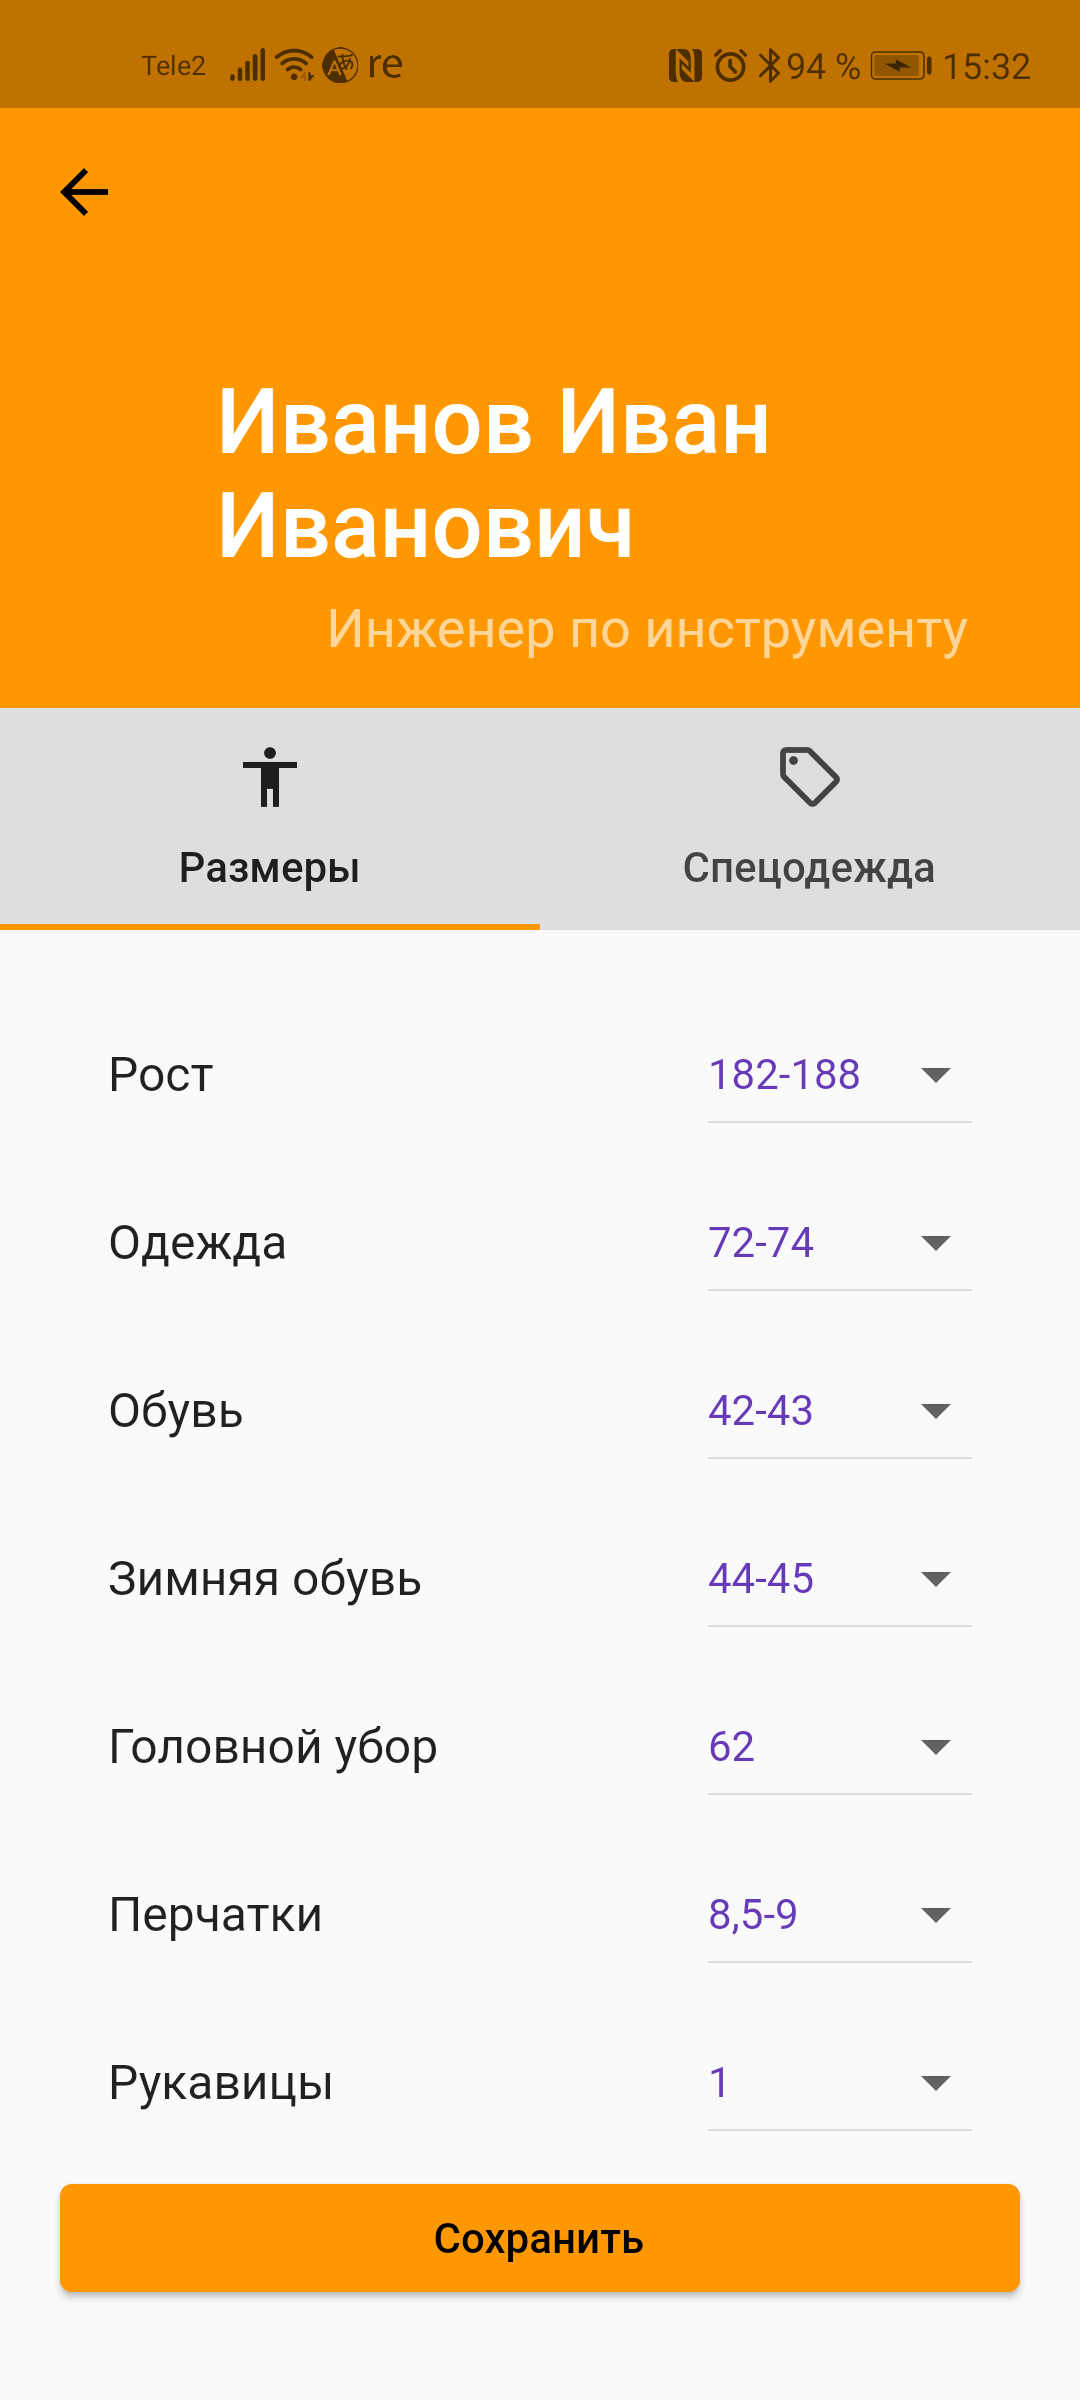 Tele2 re 94 % 15:32
Иванов Иван
Иванович
Инженер по инструменту
Размеры Спецодежда
Рост 182-188
Одежда 72-74
Обувь 42-43
Зимняя обувь 44-45
Головной убор 62
Перчатки 8,5-9
Рукавицы 1
Сохранить